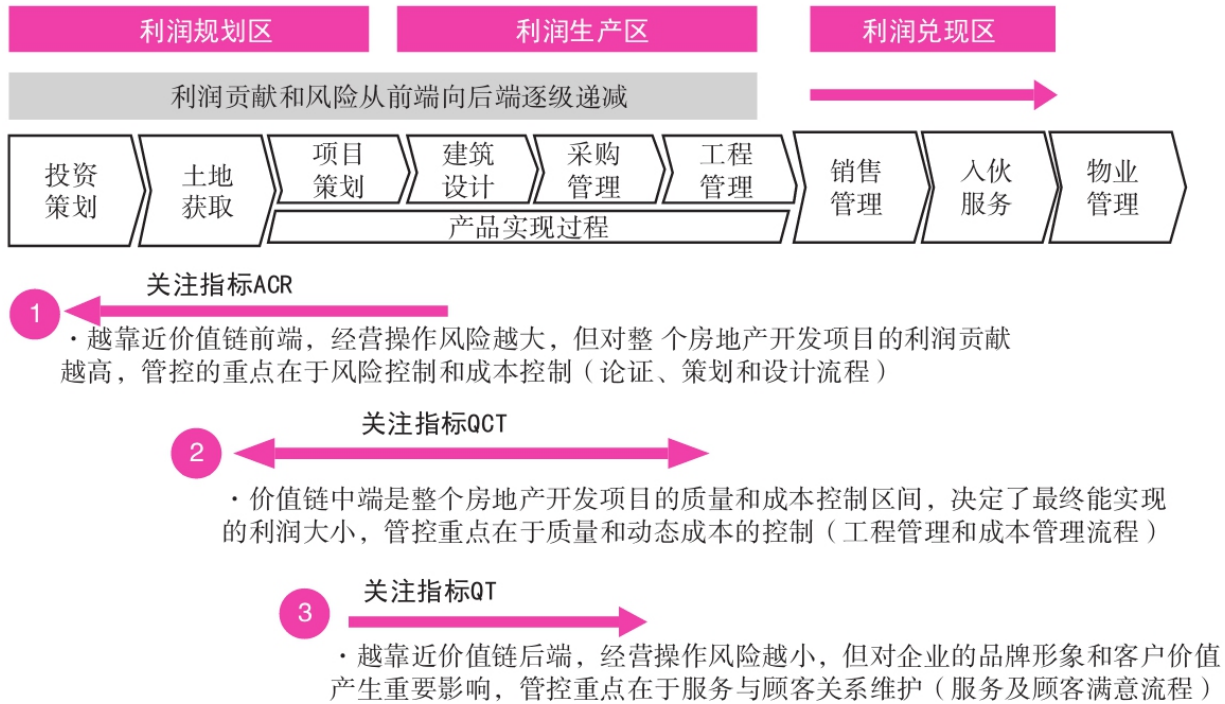 利润规划区
利润生产区
利润兑现区
利润贡献和风险从前端向后端逐级递减
投资
策划
土地
获取
项目
策划
建筑
设计
采购
管理
工程
管理
产品实现过程
销售
管理
入伙
服务
物业
管理
1
关注指标ACR
·越靠近价值链前端，经营操作风险越大，但对整 个房地产开发项目的利润贡献
越高，管控的重点在于风险控制和成本控制（论证、策划和设计流程）
2
关注指标QCT
·价值链中端是整个房地产开发项目的质量和成本控制区间，决定了最终能实现
的利润大小，管控重点在于质量和动态成本的控制（工程管理和成本管理流程）
3
关注指标QT
·越靠近价值链后端，经营操作风险越小，但对企业的品牌形象和客户价值
产生重要影响，管控重点在于服务与顾客关系维护（服务及顾客满意流程）